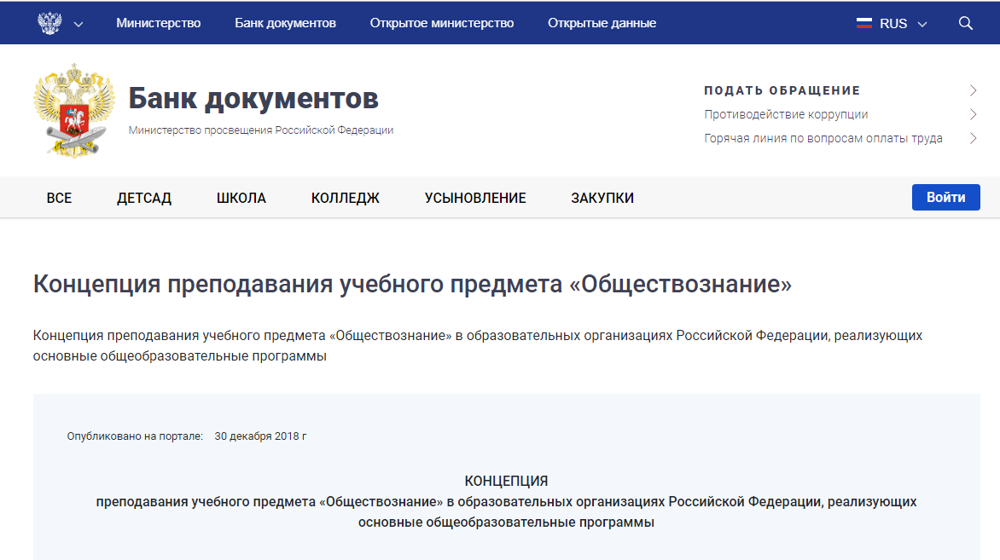 Министерство Банк документов Открытое министерство Открытые данные RUS
Банк документов
Министерство просвещения Российской Федерации
ПОДАТЬ ОБРАЩЕНИЕ
Противодействие коррупции
Горячая линия по вопросам оплаты труда
ВСЕ ДЕТСАД ШКОЛА КОЛЛЕДЖ УСЫНОВЛЕНИЕ ЗАКУПКИ Войти
Концепция преподавания учебного предмета «Обществознание»
Концепция преподавания учебного предмета «Обществознание» в образовательных организациях Российской Федерации, реализующих
основные общеобразовательные программы
Опубликовано на портале: 30 декабря 2018 г
КОНЦЕПЦИЯ
преподавания учебного предмета «Обществознание» в образовательных организациях Российской Федерации, реализующих
основные общеобразовательные программы